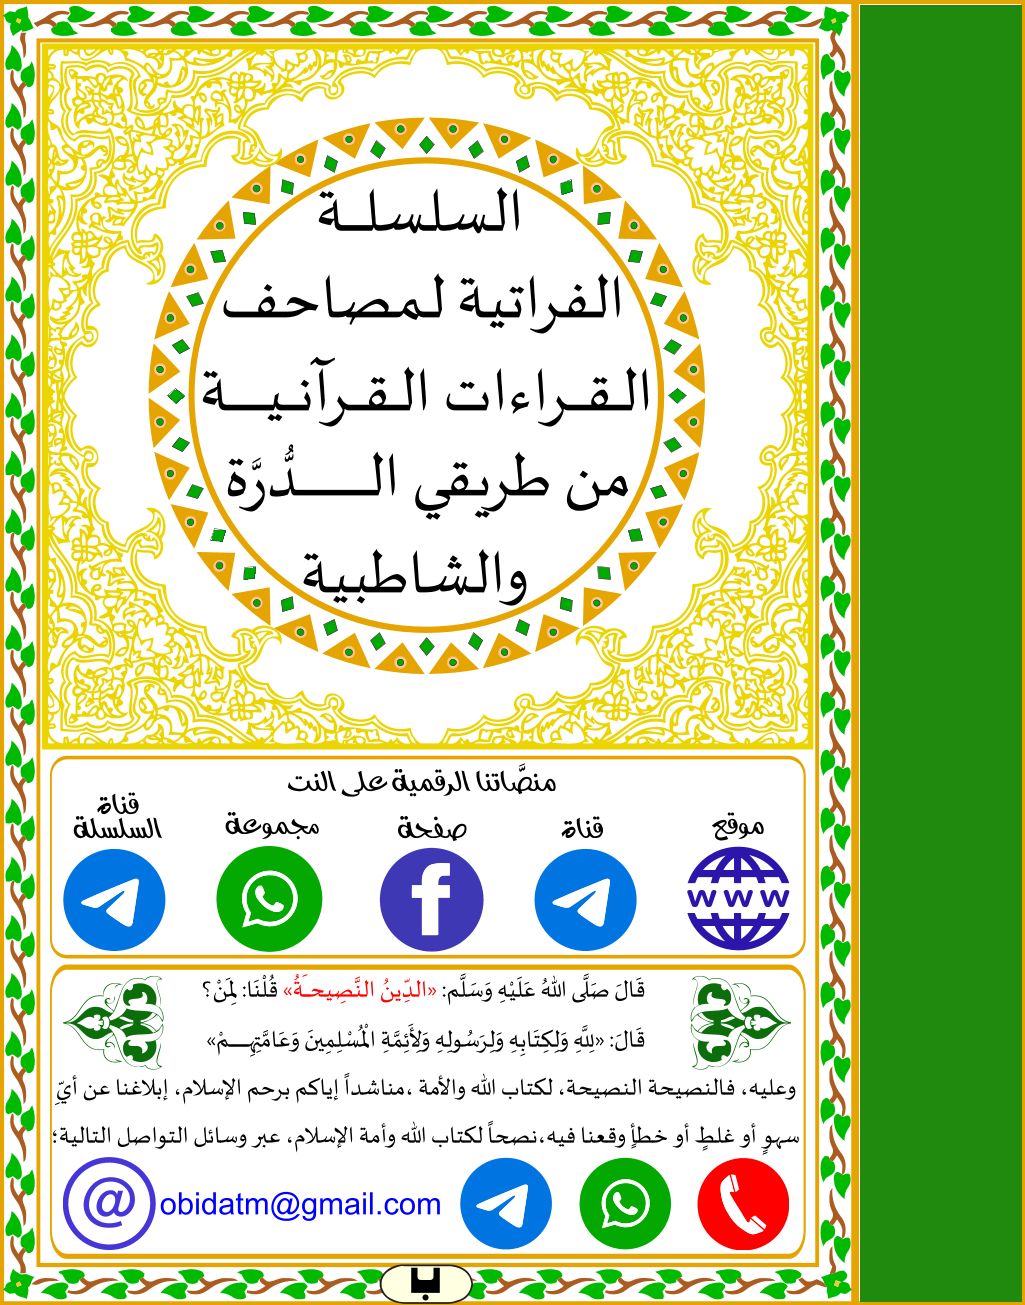 السلسلة
الفراتية لمصاحف
القراءات القرآنية
من طريقي الدُّرَّة
والشاطبية
منصَّاتنا الرقمية على النت
موقع
قناة
صفحة
مجموعة
قناة
السلسلة
www
قَالَ صَلَّى اللهُ عَلَيْهِ وَسَلَّم: «الدِّينُ النَّصِيحَةُ» قُلْنَا: لِمَنْ؟
قَالَ: «لِلَّهِ وَلِكِتَابِهِ وَلِرَسُولِهِ وَلِأَئِمَّةِ الْمُسْلِمِينَ وَعَامَّتِهِمْ»
وعليه، فالنصيحة النصيحة، لكتاب الله والأمة ،مناشداً إياكم برحم الإسلام، إبلاغنا عن أيِّ
سهوٍ أو غلطٍ أو خطأٍ وقعنا فيه،نصحاً لكتاب الله وأمة الإسلام، عبر وسائل التواصل التالية؛
@ obidatm@gmail.com
ب